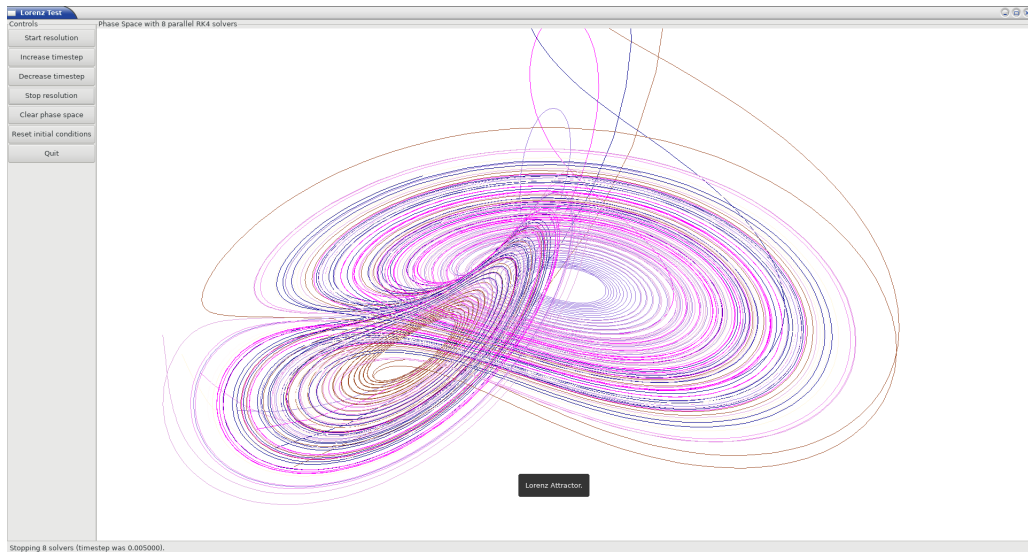 Lorenz Test
Controls
Phase Space with 8 parallel RK4 solvers
Start resolution
Increase timestep
Decrease timestep
Stop resolution
Clear phase space
Reset initial conditions
Quit
Lorenz Attractor.
Stopping 8 solvers (timestep was 0.005000).